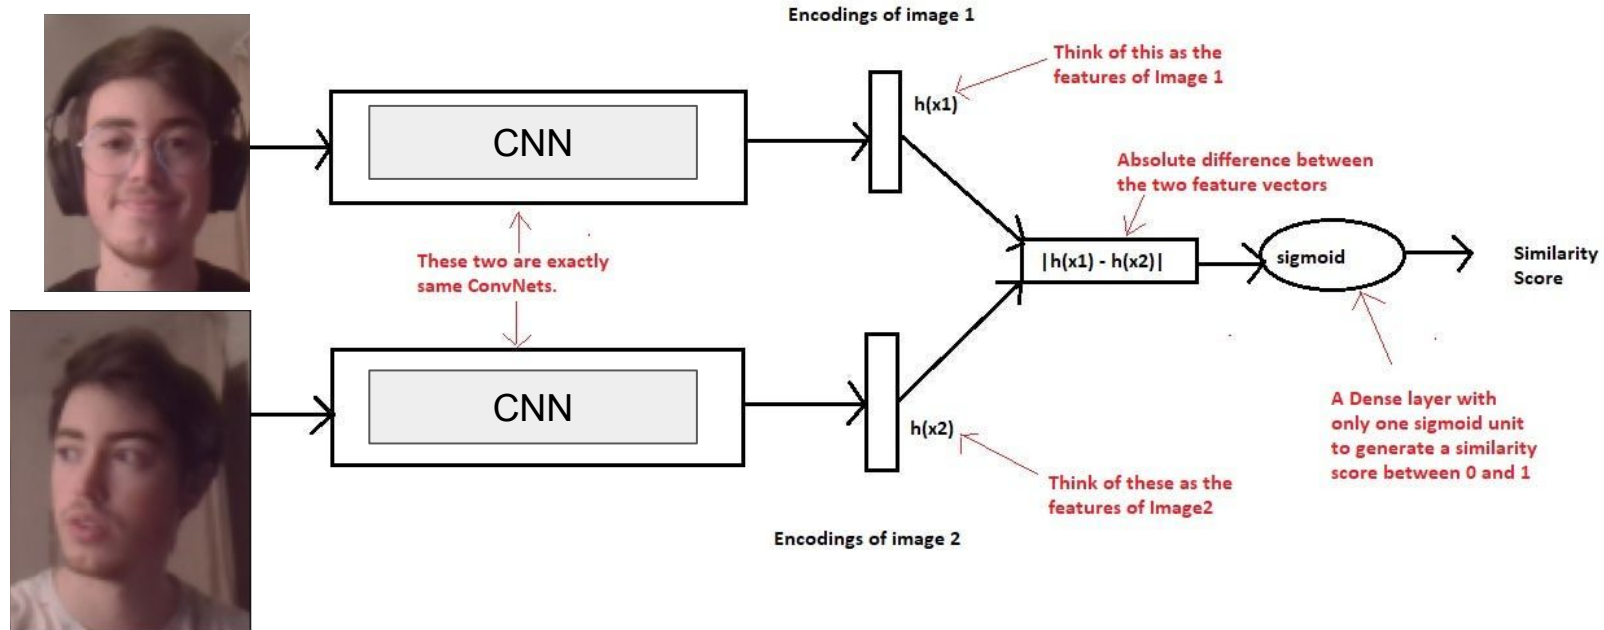 Encodings of image 1
Think of this as the
features of Image 1
h(x1)
CNN
Absolute difference between
the two feature vectors
These two are exactly
same ConvNets.
|h(x1) - h(x2)|
sigmoid
Similarity
Score
CNN
h(x2)
A Dense layer with
only one sigmoid unit
to generate a similarity
score between 0 and 1
Think of these as the
features of Image2
Encodings of image 2